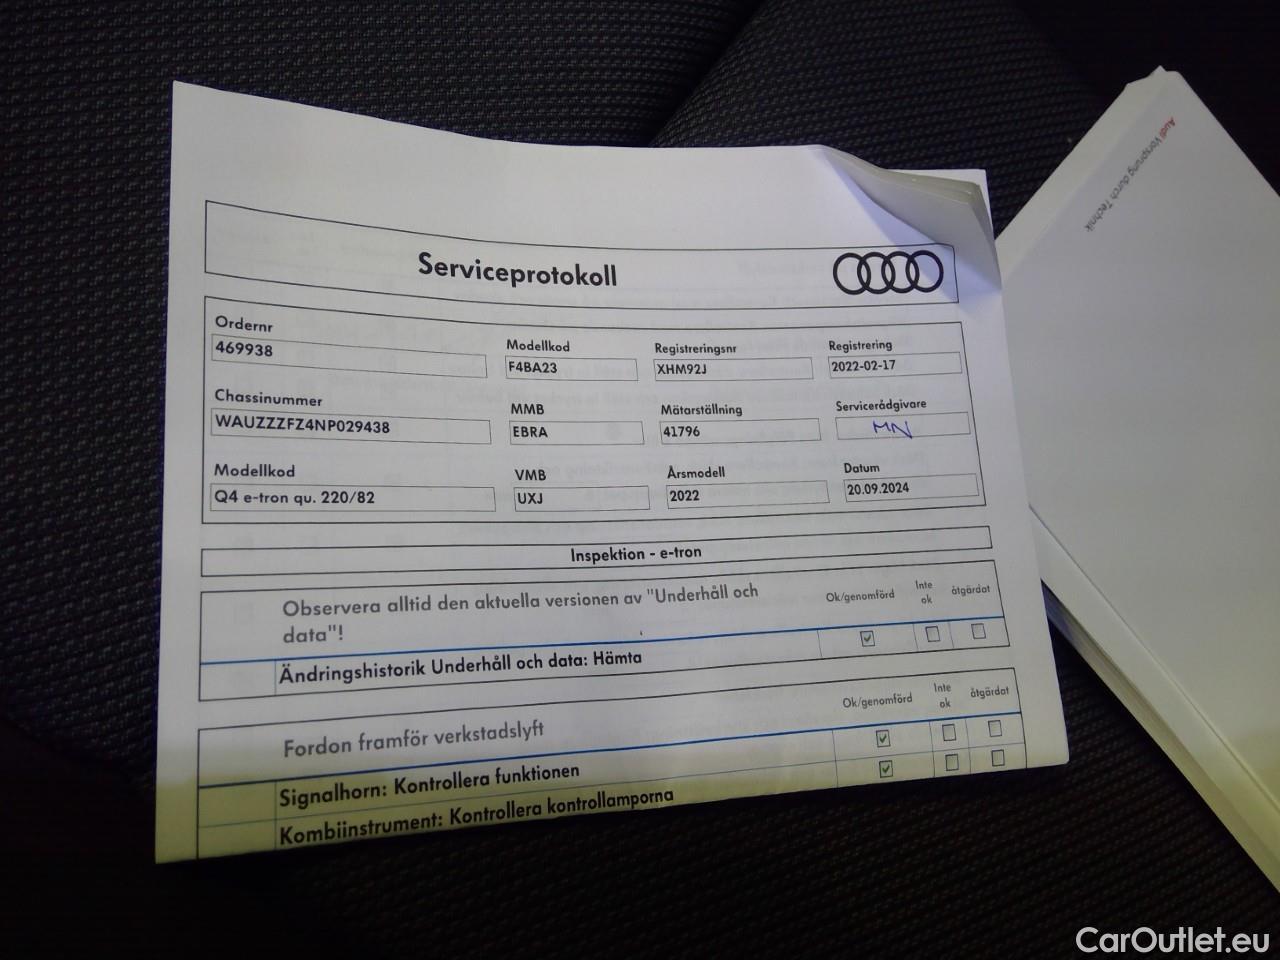 Serviceprotokoll
Ordernr
469938
Modellkod
F4BA23
Registreringsnr
XHM92J
Registrering
2022-02-17
Chassinummer
WAUZZZFZ4NP029438
MMB
EBRA
Mätarställning
41796
Servicerådgivare
MN
Modellkod
Q4 e-tron qu. 220/82
VMB
UXJ
Årsmodell
2022
Datum
20.09.2024
Inspektion - e-tron
Observera alltid den aktuella versionen av "Underhåll och
data"!
Ok/genomförd
Inte
ok
åtgärdat
Ändringshistorik Underhåll och data: Hämta
Fordon framför verkstadslyft
Ok/genomförd
Inte
ok
åtgärdat
Signalhorn: Kontrollera funktionen
Kombiinstrument: Kontrollera kontrollamporna
Audi Vorsprung durch Technik
CarOutlet.eu